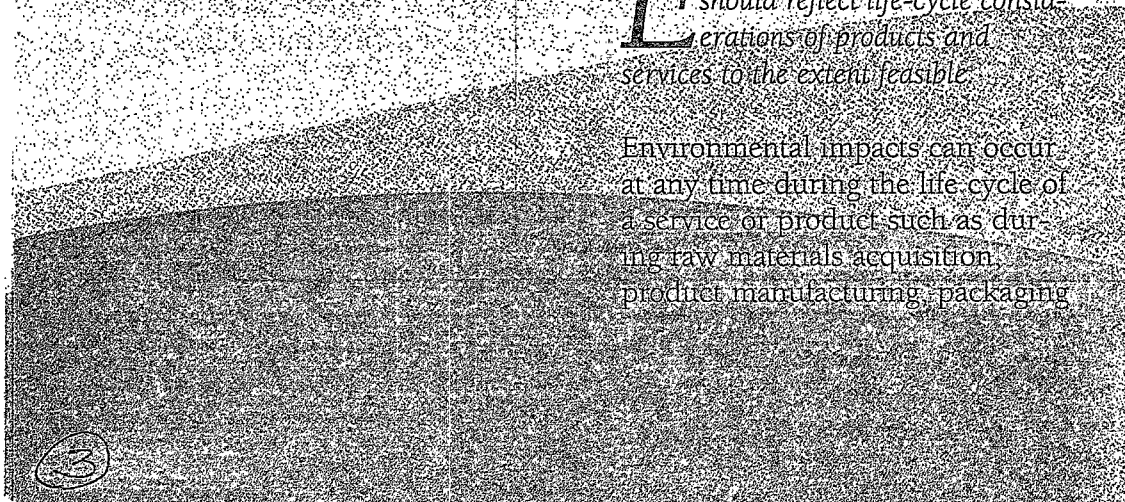 E should reflect life-cycle consid-
erations of products and
services to the extent feasible.
Environmental impacts can occur
at any time during the life cycle of
a service or product such as dur-
ing raw materials acquisition,
product manufacturing, packaging
3